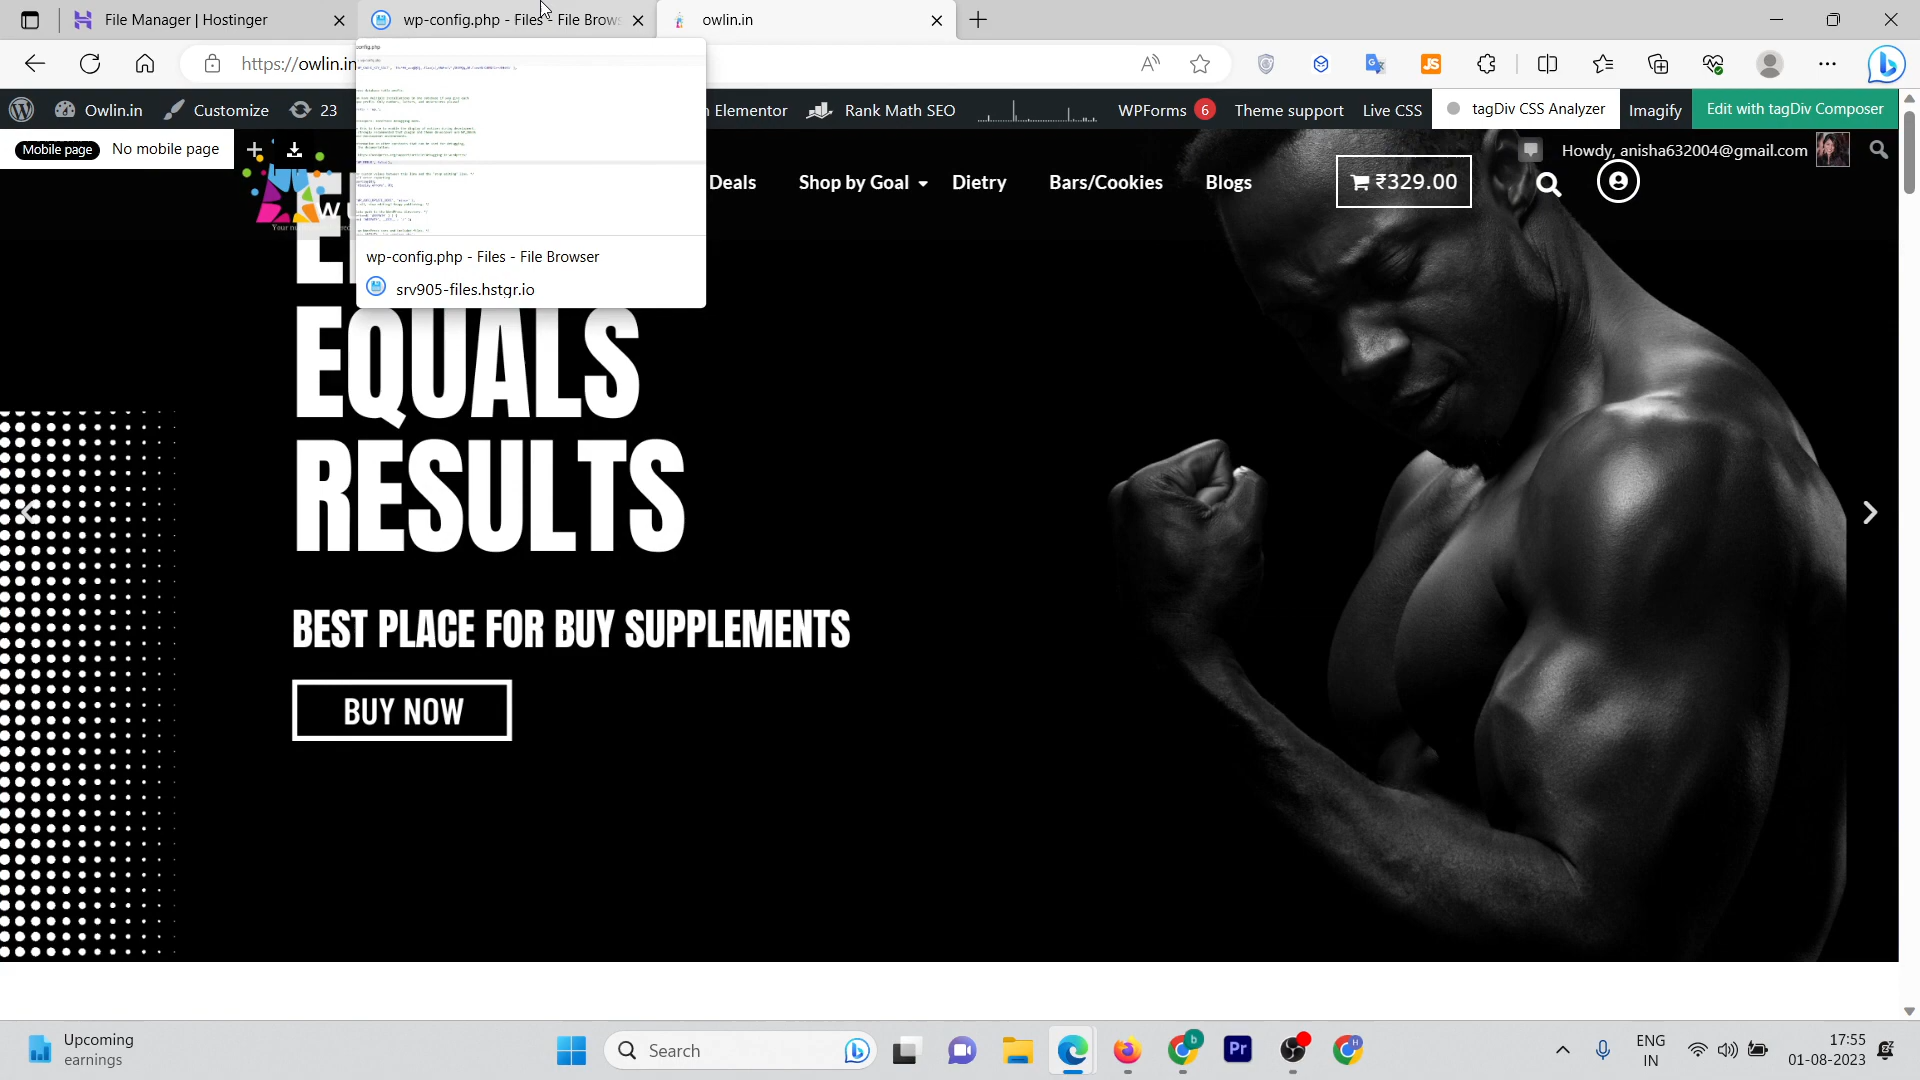 File Manager | Hostinger
wp-config.php - Files - File Brows
owlin.in
https://owlin.in
Owlin.in
Customize
23
Elementor
Rank Math SEO
WPForms 6
Theme support
Live CSS
tagDiv CSS Analyzer
Imagify
Edit with tagDiv Composer
Mobile page No mobile page
Howdy, anisha632004@gmail.com
Deals
Shop by Goal
Dietry
Bars/Cookies
Blogs
₹329.00
wp-config.php - Files - File Browser
srv905-files.hstgr.io
EQUALS
RESULTS
BEST PLACE FOR BUY SUPPLEMENTS
BUY NOW
Upcoming
earnings
Search
ENG
IN
17:55
01-08-2023